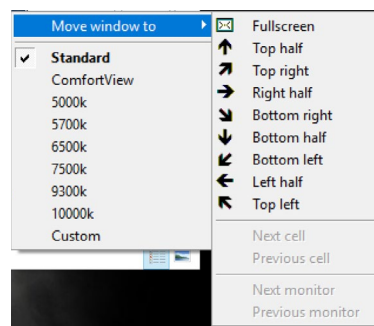 Move window to
Standard
ComfortView
5000k
5700k
6500k
7500k
9300k
10000k
Custom
Fullscreen
Top half
Top right
Right half
Bottom right
Bottom half
Bottom left
Left half
Top left
Next cell
Previous cell
Next monitor
Previous monitor